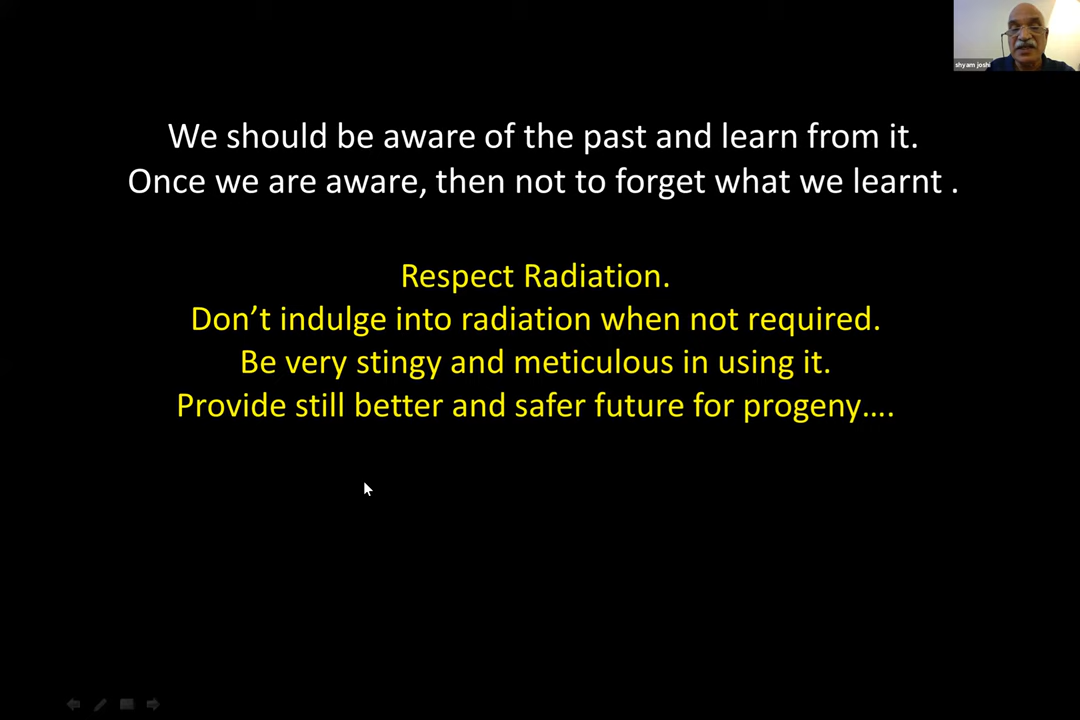 shyam joshi
We should be aware of the past and learn from it.
Once we are aware, then not to forget what we learnt .
Respect Radiation.
Don’t indulge into radiation when not required.
Be very stingy and meticulous in using it.
Provide still better and safer future for progeny….